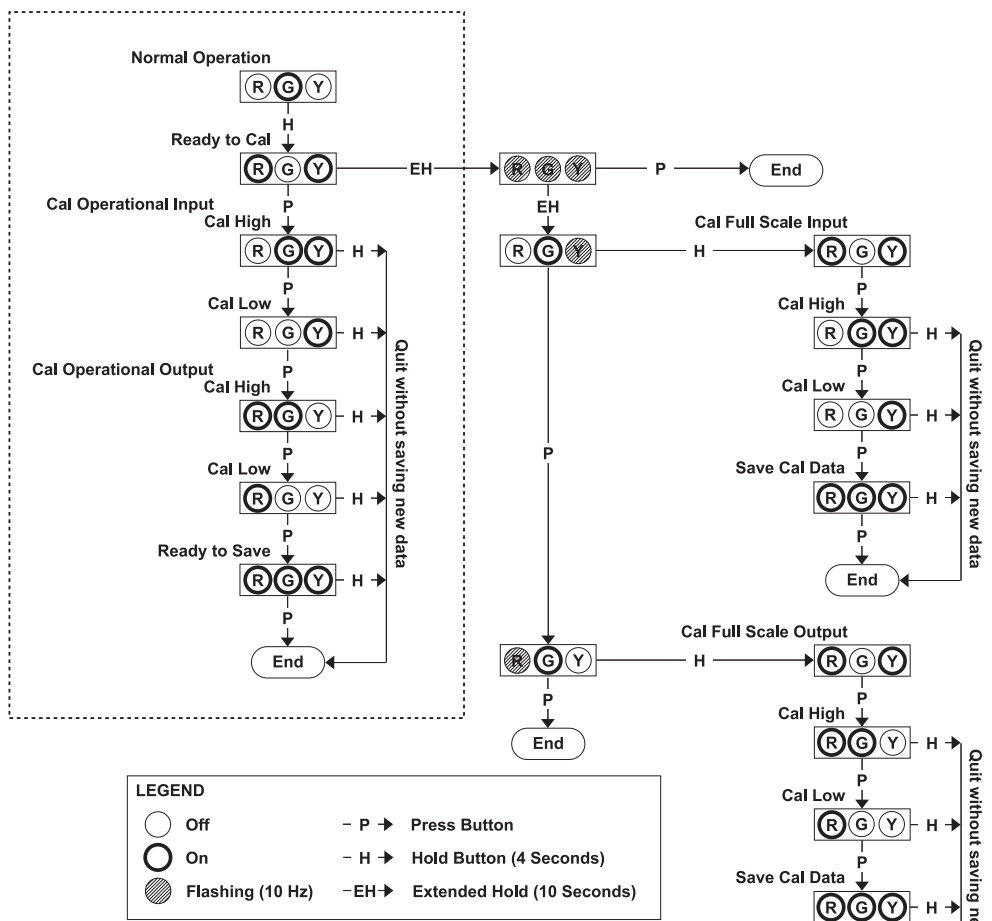 Normal Operation
R G Y
H
Ready to Cal
R G Y
EH
R G Y
P
End
P
EH
Cal Operational Input
Cal High
R G Y
H
R G Y
H
Cal Full Scale Input
R G Y
P
P
Cal High
R G Y
H
Cal Low
R G Y
H
P
P
Cal Operational Output
Cal High
R G Y
H
Cal Low
R G Y
H
P
P
P
Cal Low
R G Y
H
Save Cal Data
R G Y
H
P
P
Ready to Save
R G Y
H
End
P
End
Quit without saving new data
Quit without saving new data
Cal Full Scale Output
R G Y
H
R G Y
P
P
End
Cal High
R G Y
H
P
Cal Low
R G Y
H
P
Save Cal Data
R G Y
H
Quit without saving
LEGEND
Off
- P → Press Button
On
- H → Hold Button (4 Seconds)
Flashing (10 Hz)
-EH→ Extended Hold (10 Seconds)